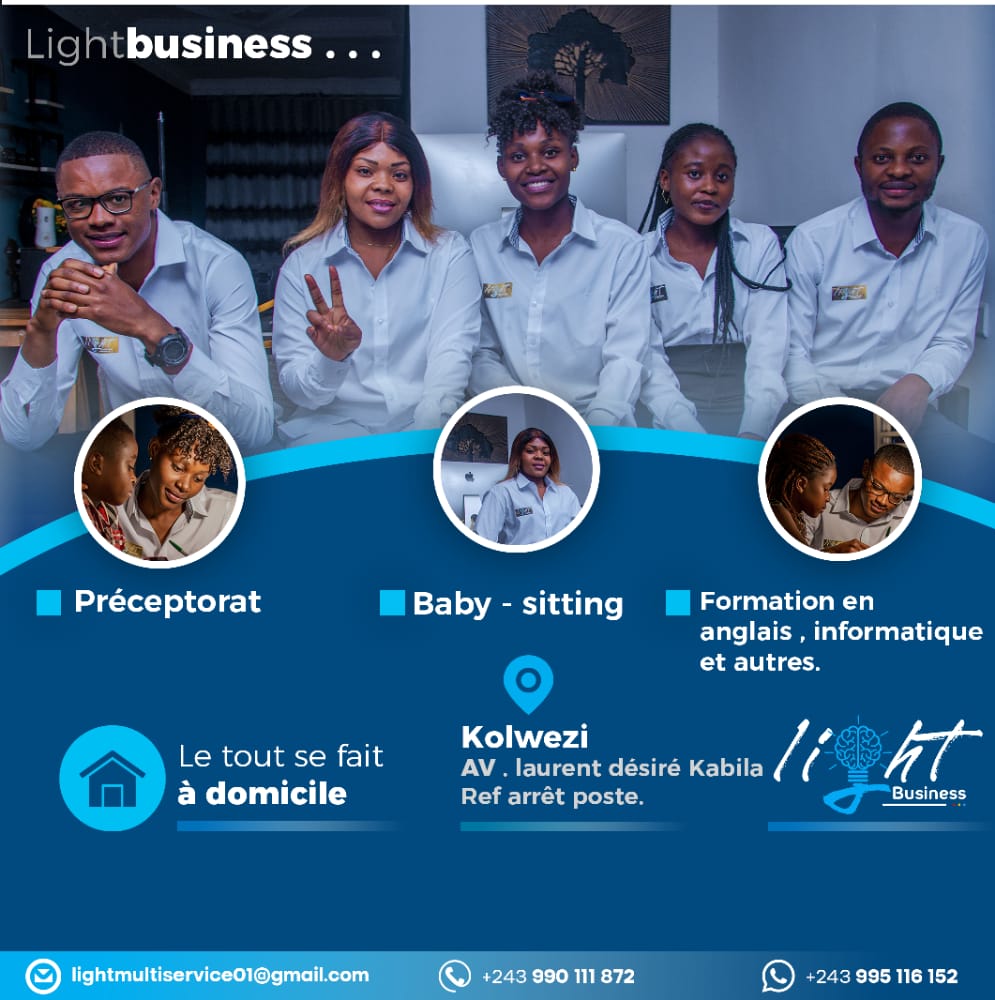 Lightbusiness . . .
Préceptorat
Baby - sitting
Formation en
anglais , informatique
et autres.
Le tout se fait
à domicile
Kolwezi
AV . laurent désiré Kabila
Ref arrêt poste.
light
Business
lightmultiservice01@gmail.com
+243 990 111 872
+243 995 116 152